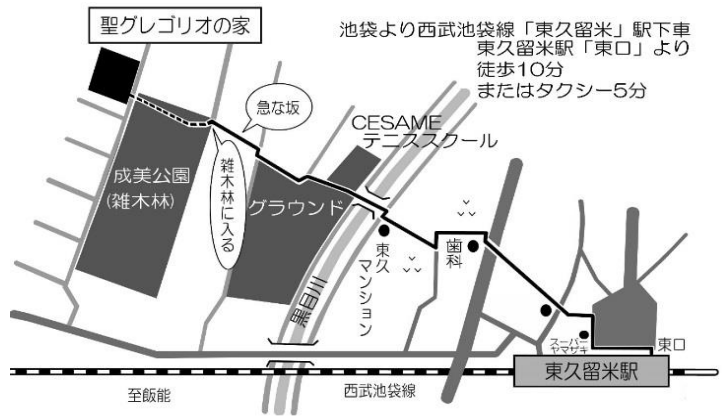 聖グレゴリオの家
池袋より西武池袋線「東久留米」駅下車
東久留米駅「東口」より
徒歩10分
またはタクシー5分
急な坂
CESAME
テニススクール
成美公園
(雑木林)
雑木林に入る
グラウンド
黒目川
東久
マンション
歯科
スーパー
ヤマザキ
東口
東久留米駅
至飯能
西武池袋線